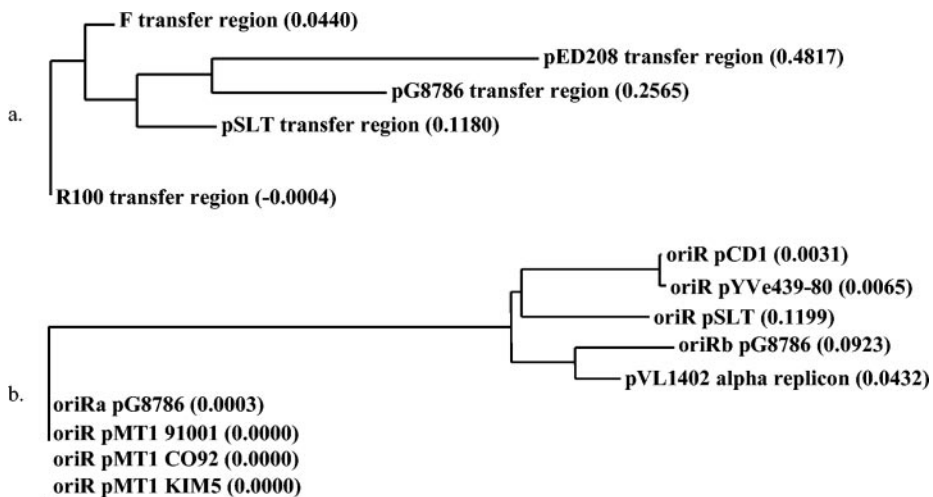 F transfer region (0.0440)
pED208 transfer region (0.4817)
pG8786 transfer region (0.2565)
a.
pSLT transfer region (0.1180)
R100 transfer region (-0.0004)
oriR pCD1 (0.0031)
oriR pYVe439-80 (0.0065)
oriR pSLT (0.1199)
oriRb pG8786 (0.0923)
pVL1402 alpha replicon (0.0432)
b.
oriRa pG8786 (0.0003)
oriR pMT1 91001 (0.0000)
oriR pMT1 CO92 (0.0000)
oriR pMT1 KIM5 (0.0000)